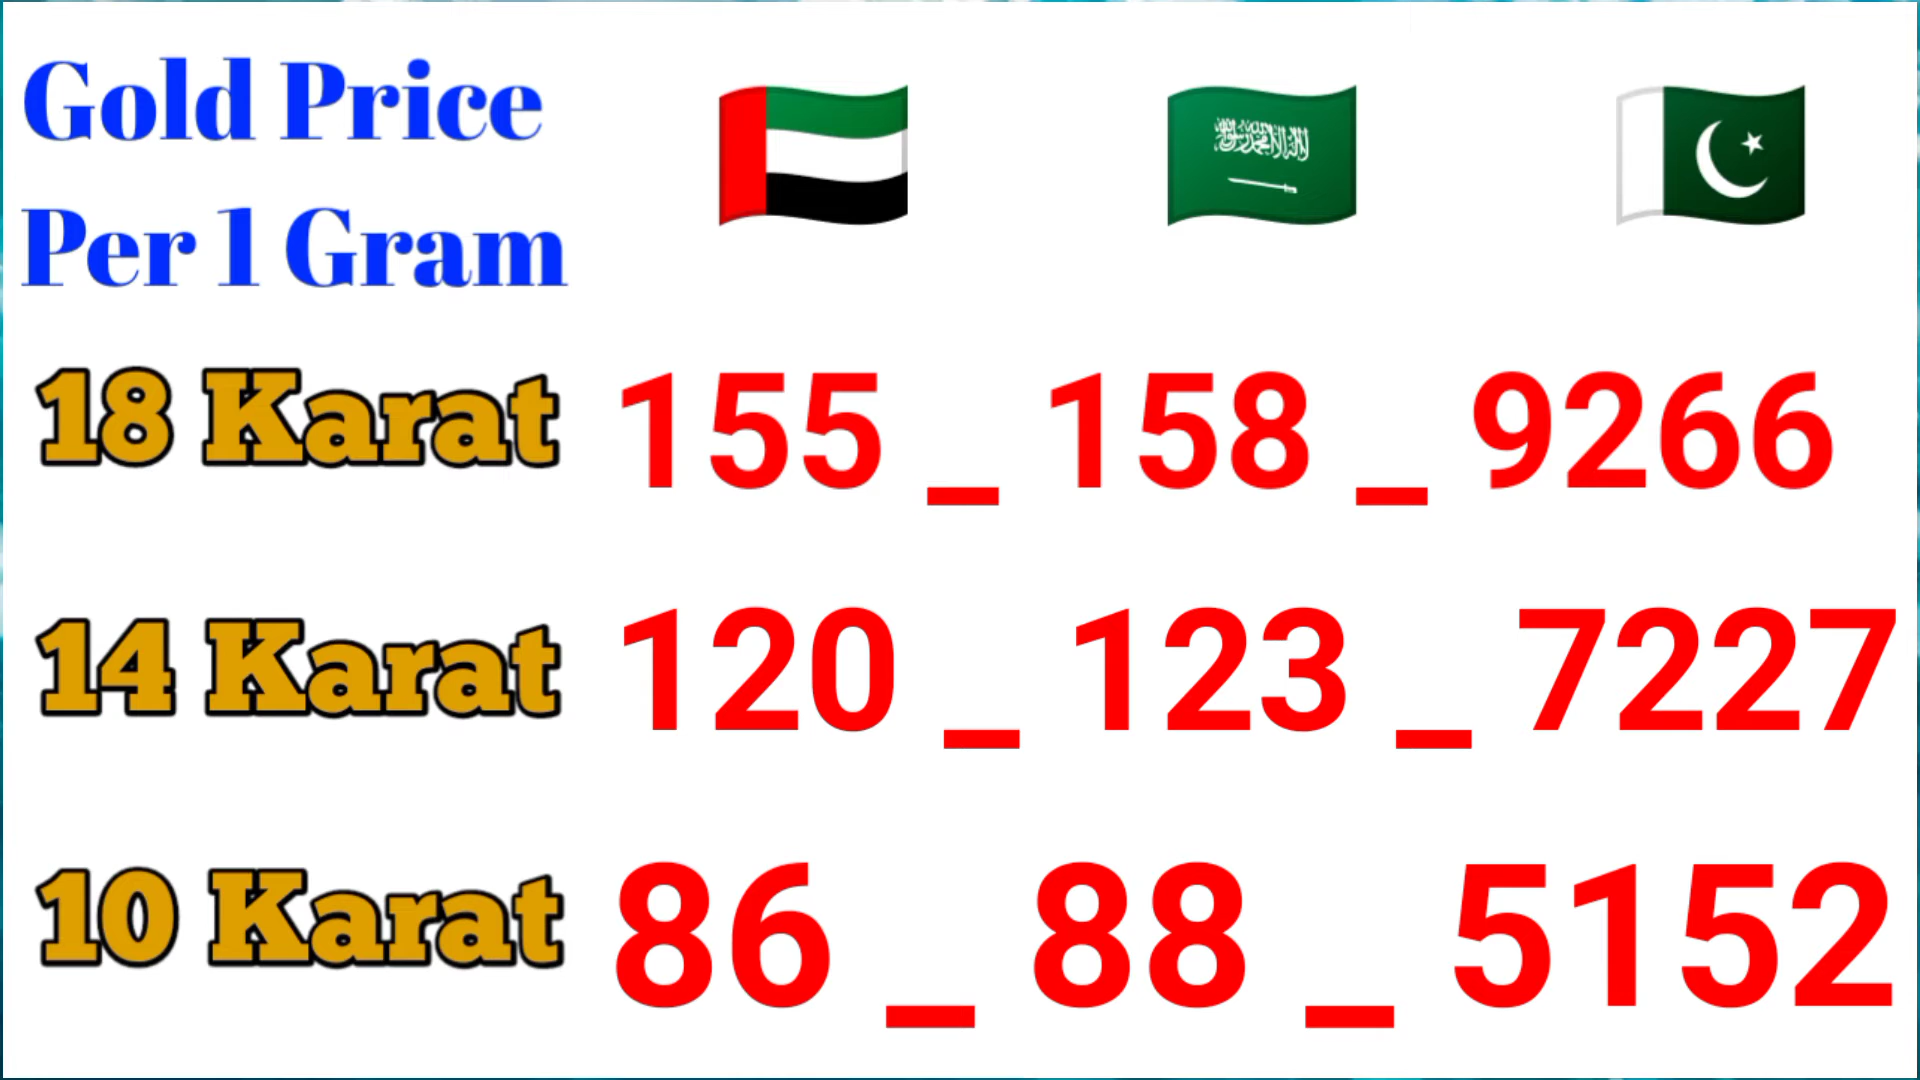 Gold Price
Per 1 Gram
18 Karat 155 _ 158 _ 9266
14 Karat 120 _ 123 _ 7227
10 Karat 86 _ 88 _ 5152